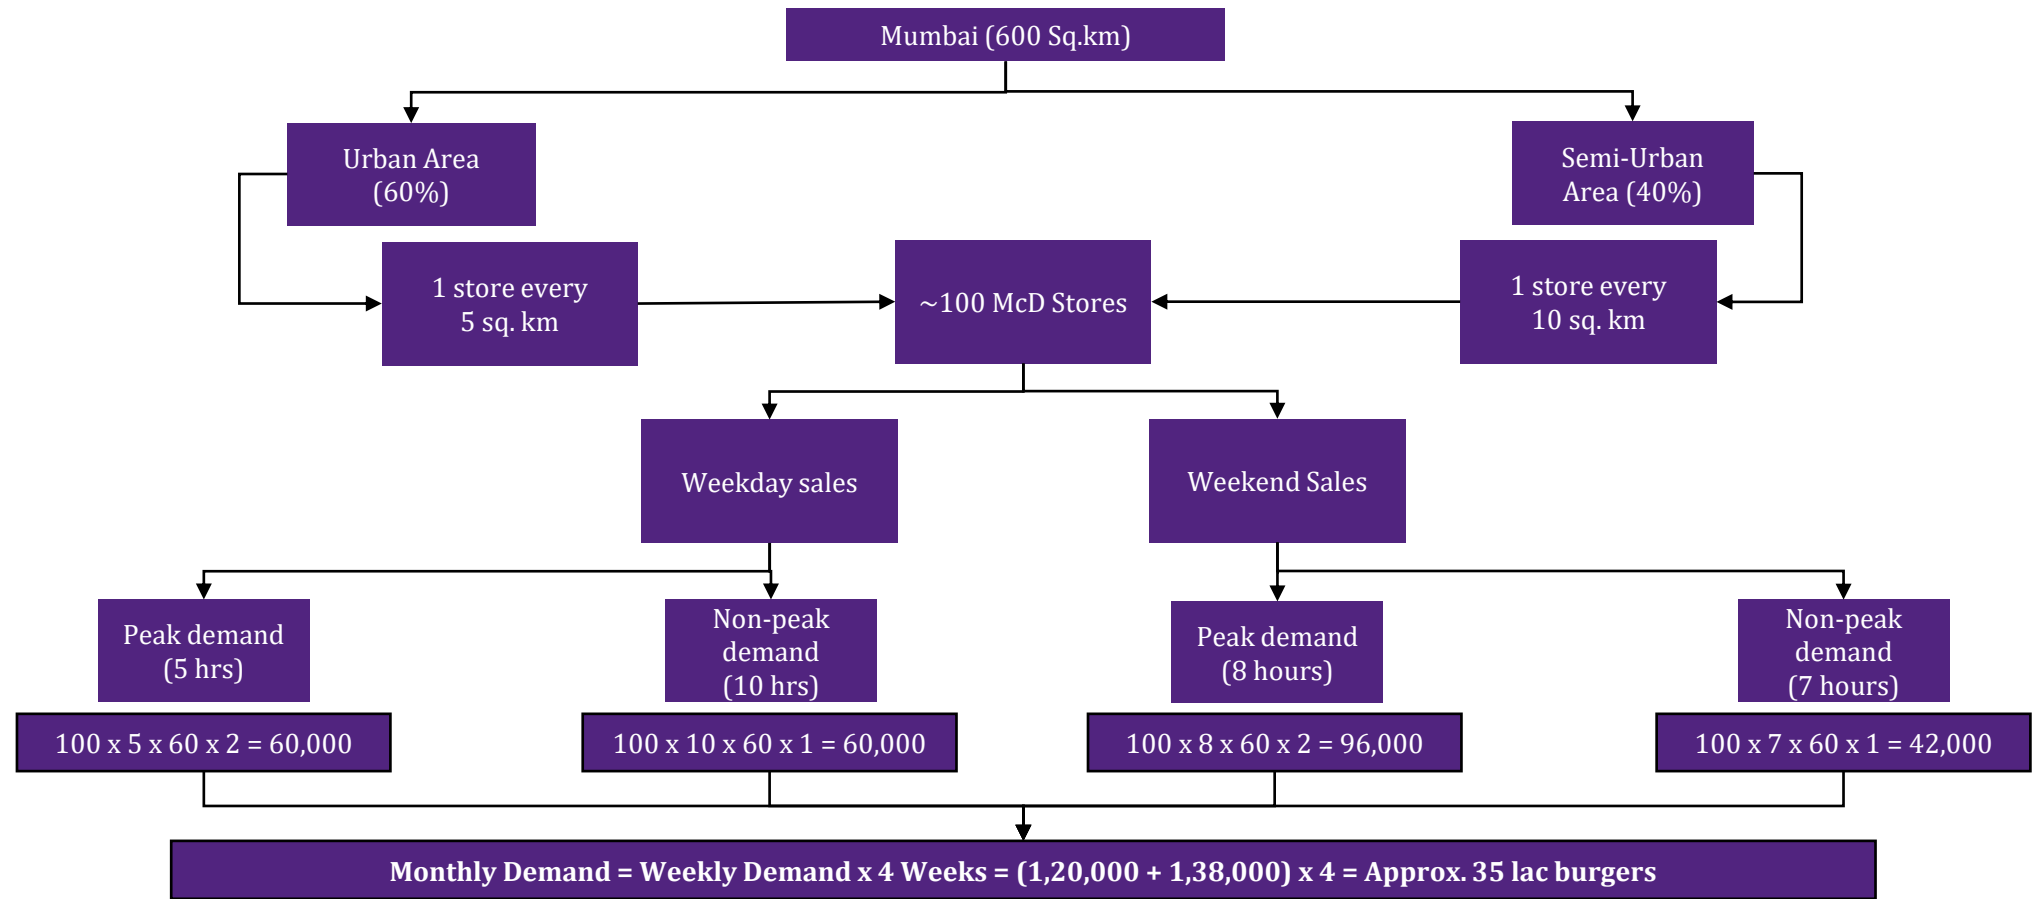 Mumbai (600 Sq.km)
Urban Area
(60%)
Semi-Urban
Area (40%)
1 store every
5 sq. km
~100 McD Stores
1 store every
10 sq. km
Weekday sales
Weekend Sales
Peak demand
(5 hrs)
Non-peak
demand
(10 hrs)
Peak demand
(8 hours)
Non-peak
demand
(7 hours)
100 x 5 x 60 x 2 = 60,000
100 x 10 x 60 x 1 = 60,000
100 x 8 x 60 x 2 = 96,000
100 x 7 x 60 x 1 = 42,000
Monthly Demand = Weekly Demand x 4 Weeks = (1,20,000 + 1,38,000) x 4 = Approx. 35 lac burgers